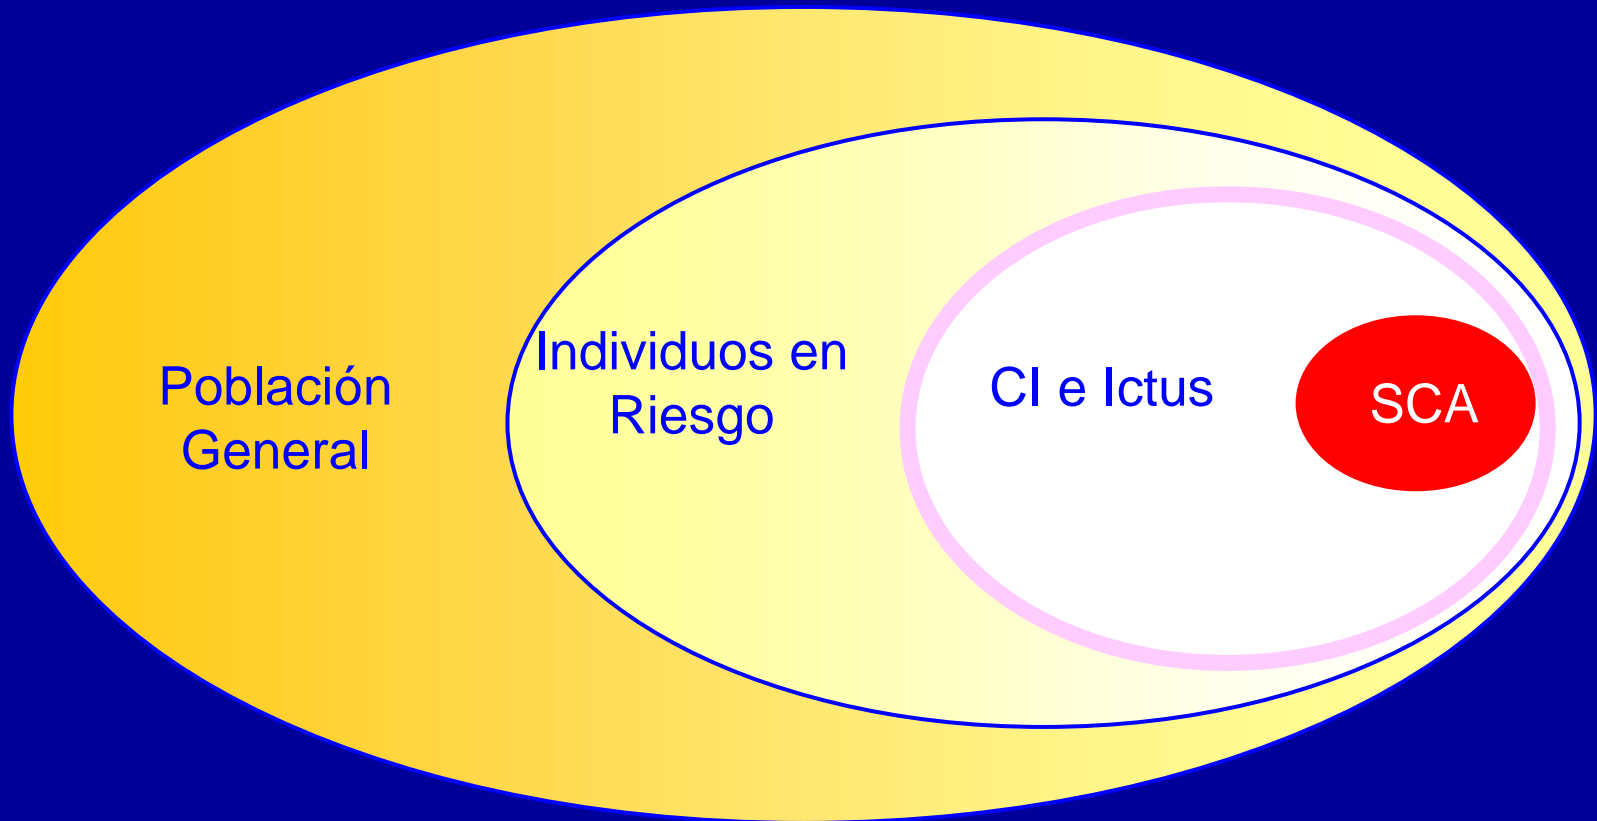 Población
General
Individuos en
Riesgo
CI e Ictus
SCA